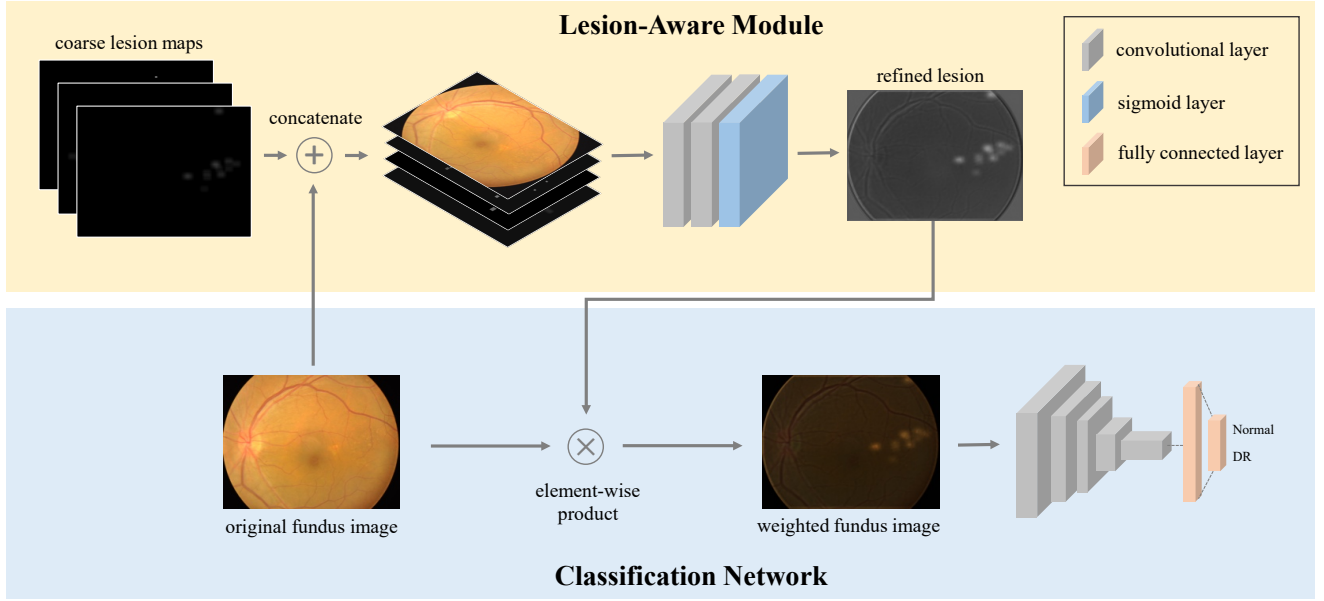 Lesion-Aware Module
coarse lesion maps
concatenate
refined lesion
convolutional layer
sigmoid layer
fully connected layer
original fundus image
element-wise
product
weighted fundus image
Normal
DR
Classification Network